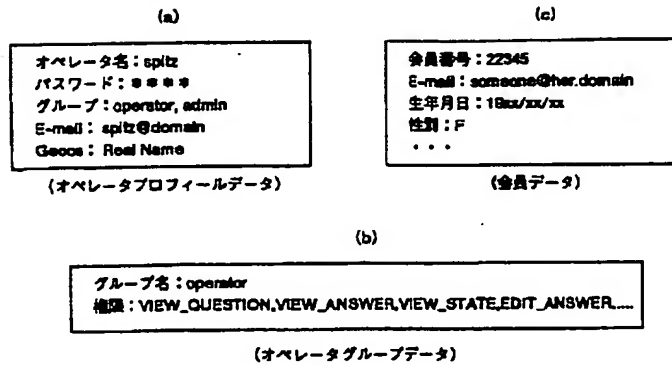 (a)
オペレータ名：spitz
パスワード：＊＊＊＊
グループ：operator, admin
E-mail： spitz@domain
Gecos： Real Name
(オペレータプロフィールデータ)
(c)
会員番号：22345
E-mail：someone@her.domain
生年月日：19xx/xx/xx
性別：F
・・・
(会員データ)
(b)
グループ名：operator
権限：VIEW_QUESTION,VIEW_ANSWER,VIEW_STATE,EDIT_ANSWER,....
(オペレータグループデータ)